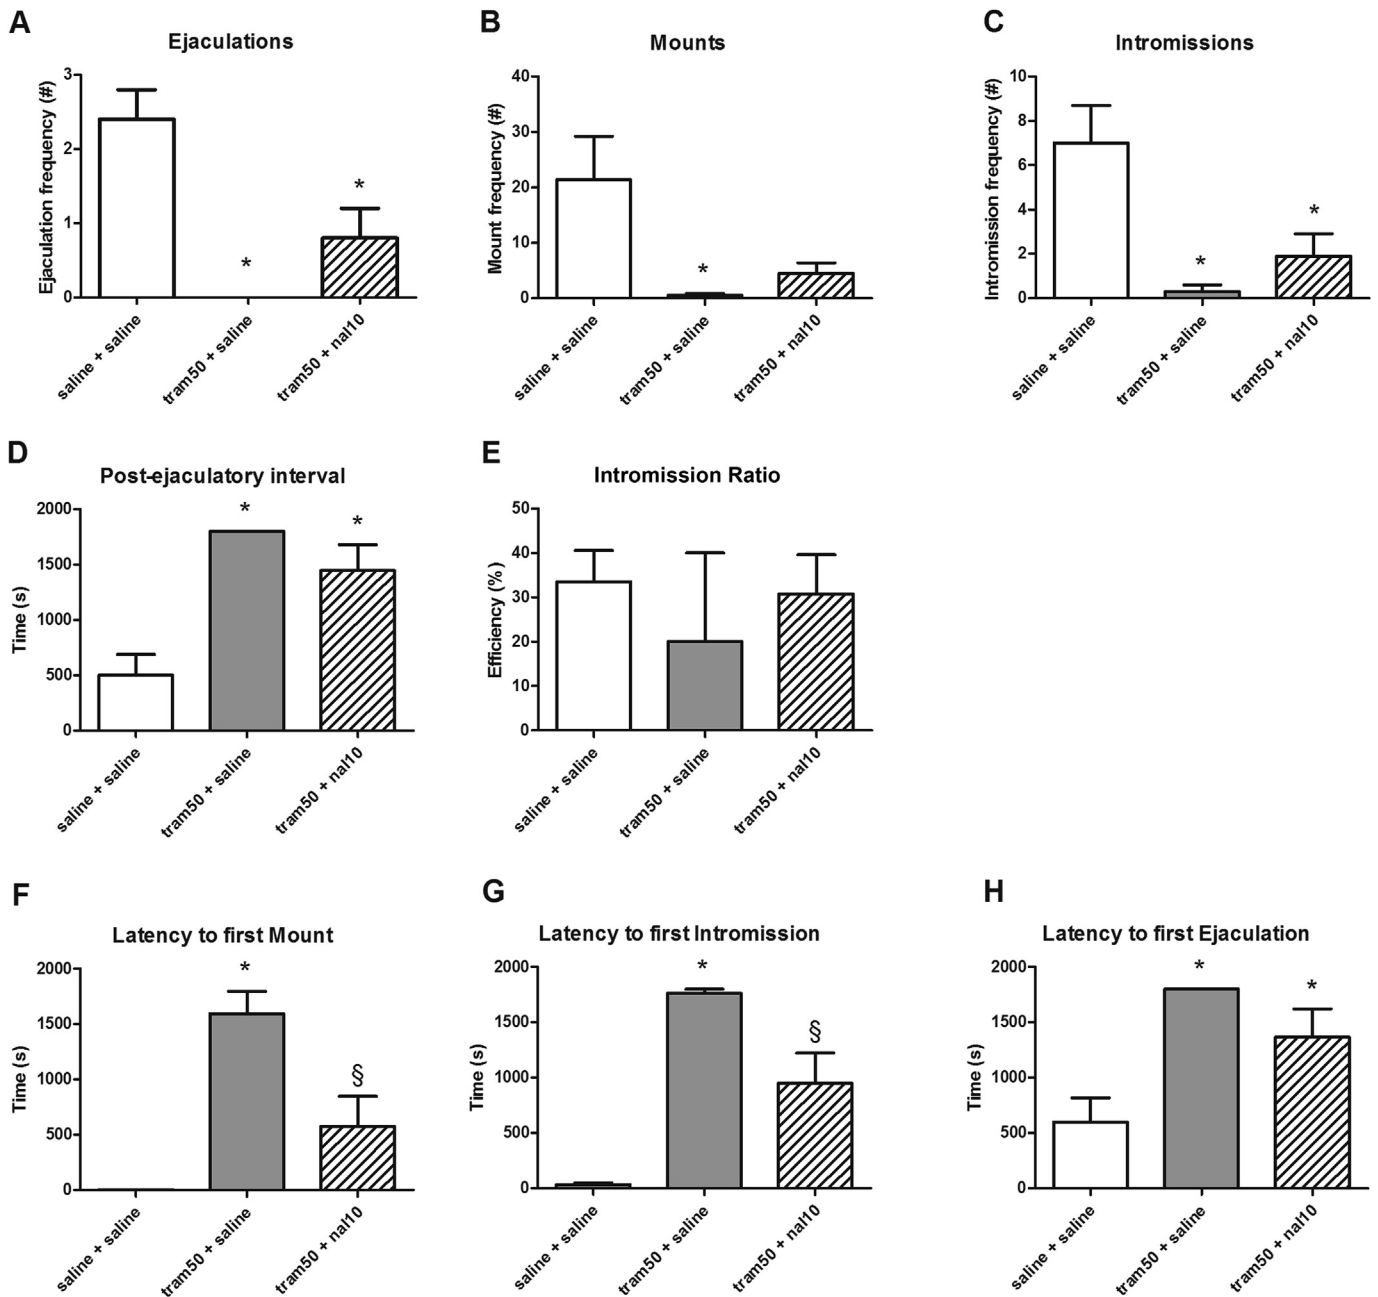 A
Ejaculations
Ejaculation frequency (#)
3
2
1
0
*
*
saline + saline
tram50 + saline
tram50 + nal10
B
Mounts
Mount frequency (#)
40
30
20
10
0
*
saline + saline
tram50 + saline
tram50 + nal10
C
Intromissions
Intromission frequency (#)
10
8
6
4
2
0
*
*
saline + saline
tram50 + saline
tram50 + nal10
D
Post-ejaculatory interval
Time (s)
2000
1500
1000
500
0
*
*
saline + saline
tram50 + saline
tram50 + nal10
E
Intromission Ratio
Efficiency (%)
50
40
30
20
10
0
saline + saline
tram50 + saline
tram50 + nal10
F
Latency to first Mount
Time (s)
2000
1500
1000
500
0
*
§
saline + saline
tram50 + saline
tram50 + nal10
G
Latency to first Intromission
Time (s)
2000
1500
1000
500
0
*
§
saline + saline
tram50 + saline
tram50 + nal10
H
Latency to first Ejaculation
Time (s)
2000
1500
1000
500
0
*
*
saline + saline
tram50 + saline
tram50 + nal10